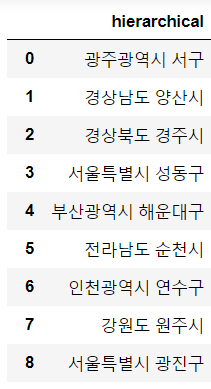 hierarchical
0 광주광역시 서구
1 경상남도 양산시
2 경상북도 경주시
3 서울특별시 성동구
4 부산광역시 해운대구
5 전라남도 순천시
6 인천광역시 연수구
7 강원도 원주시
8 서울특별시 광진구